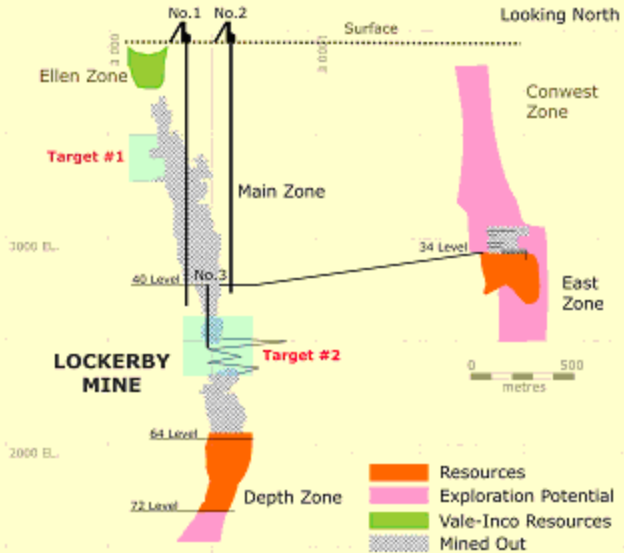 No.1 No.2
Looking North
Surface
Ellen Zone
Conwest
Zone
Target #1
Main Zone
3000 EL.
34 Level
40 Level
No.3
East
Zone
Target #2
LOCKERBY
MINE
0 500
metres
64 Level
2000 EL.
Resources
Exploration Potential
Depth Zone
72 Level
Vale-Inco Resources
Mined Out